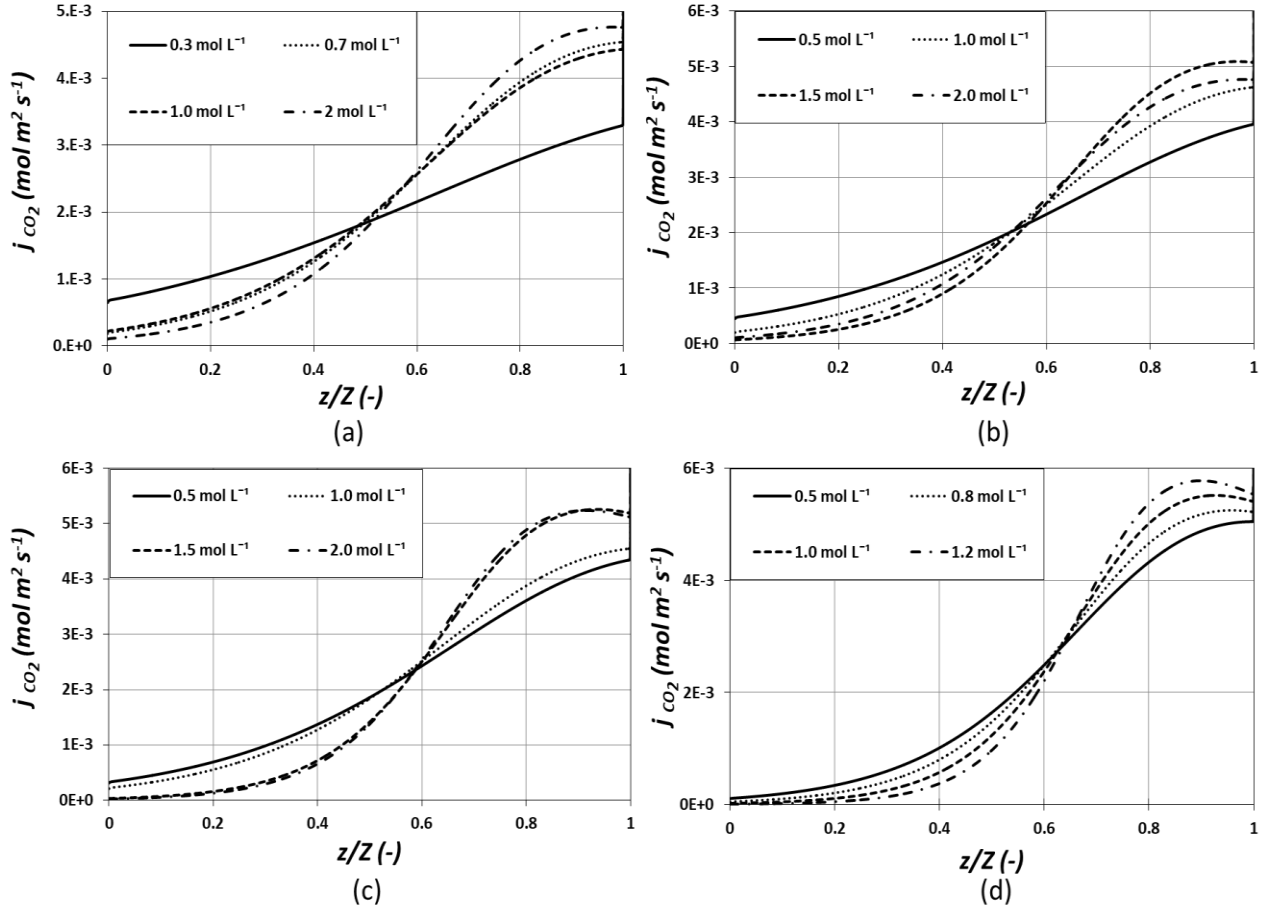 5.E-3
4.E-3
3.E-3
2.E-3
1.E-3
0.E+0
j CO₂ (mol m² s⁻¹)
0.3 mol L⁻¹ 0.7 mol L⁻¹
1.0 mol L⁻¹ 2 mol L⁻¹
0 0.2 0.4 0.6 0.8 1
z/Z (-)
(a)
6E-3
5E-3
4E-3
3E-3
2E-3
1E-3
0E+0
j CO₂ (mol m² s⁻¹)
0.5 mol L⁻¹ 1.0 mol L⁻¹
1.5 mol L⁻¹ 2.0 mol L⁻¹
0 0.2 0.4 0.6 0.8 1
z/Z (-)
(b)
6E-3
5E-3
4E-3
3E-3
2E-3
1E-3
0E+0
j CO₂ (mol m² s⁻¹)
0.5 mol L⁻¹ 1.0 mol L⁻¹
1.5 mol L⁻¹ 2.0 mol L⁻¹
0 0.2 0.4 0.6 0.8 1
z/Z (-)
(c)
6E-3
4E-3
2E-3
0E+0
j CO₂ (mol m² s⁻¹)
0.5 mol L⁻¹ 0.8 mol L⁻¹
1.0 mol L⁻¹ 1.2 mol L⁻¹
0 0.2 0.4 0.6 0.8 1
z/Z (-)
(d)